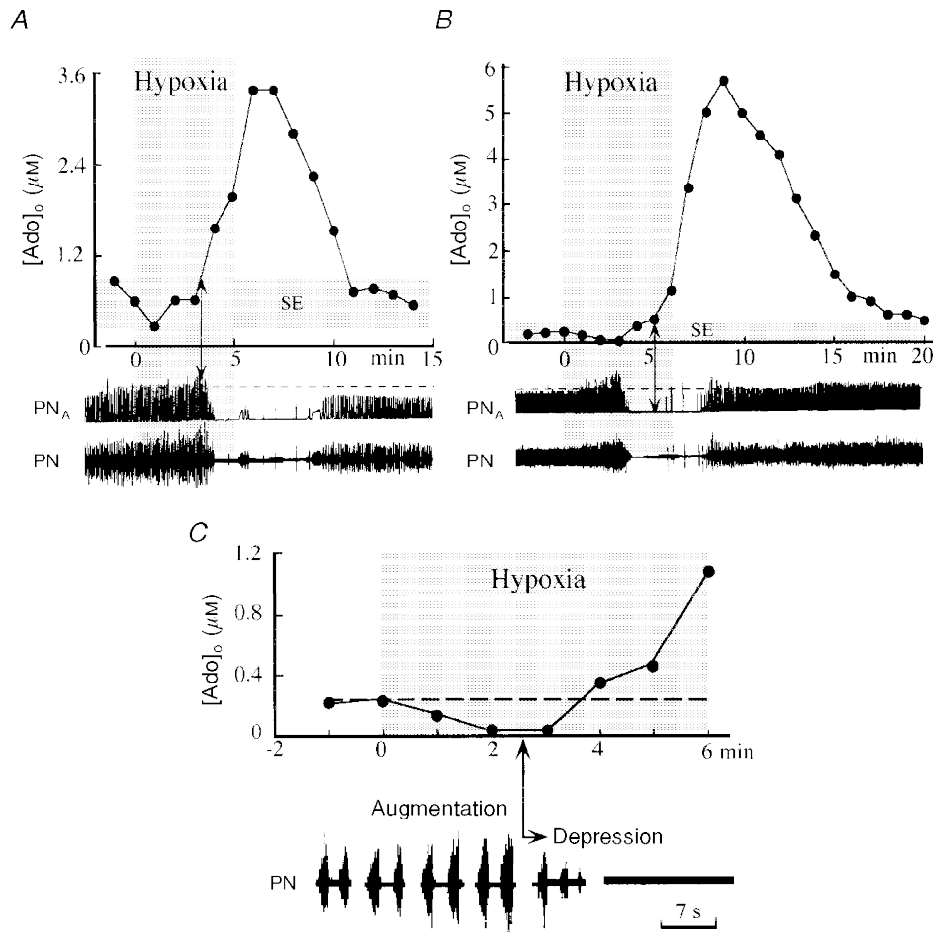 A
B
Hypoxia
[Ado]o (µM)
3.6
2.4
1.2
0
SE
0 5 10 min 15
PNA
PN
Hypoxia
[Ado]o (µM)
6
5
4
3
2
1
0
SE
0 5 10 15 min 20
PNA
PN
C
Hypoxia
[Ado]o (µM)
1.2
0.8
0.4
0
-2 0 2 4 6 min
Augmentation
Depression
PN
7 s